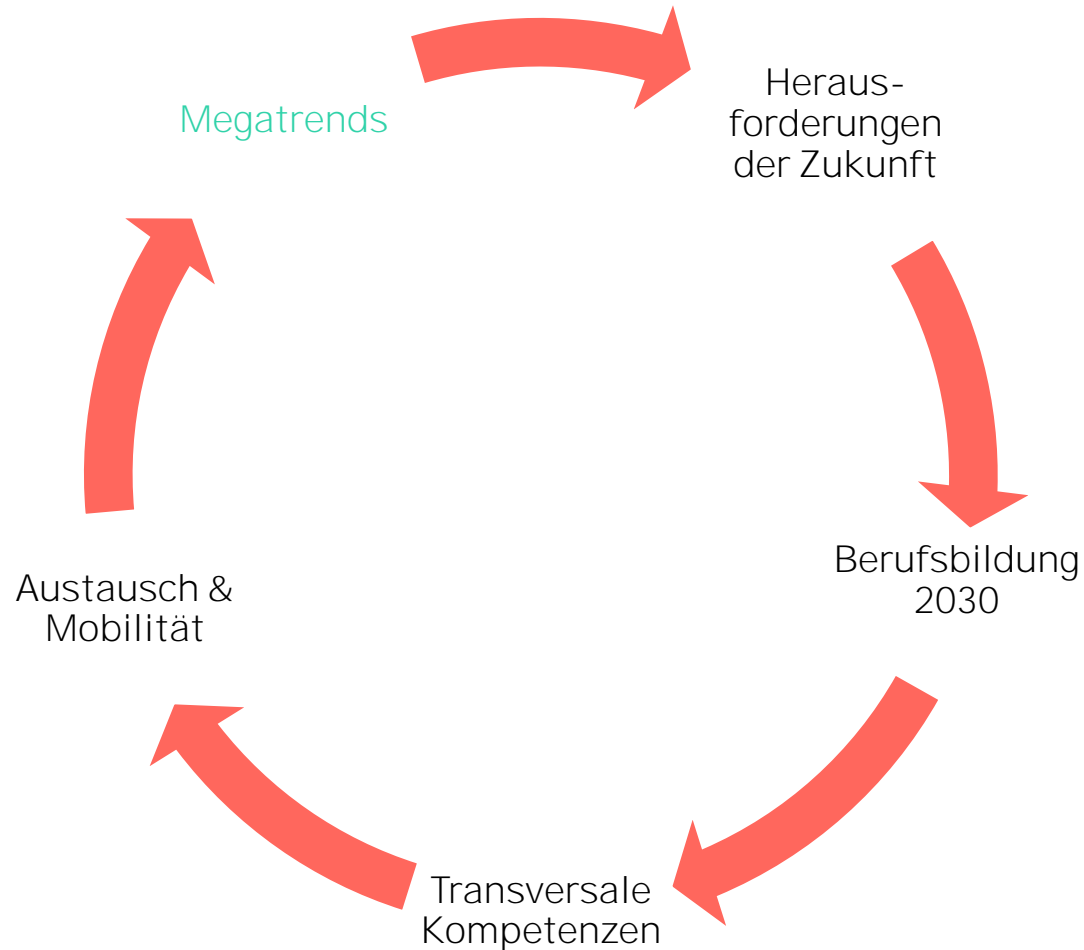 Megatrends
Heraus-
forderungen
der Zukunft
Berufsbildung
2030
Transversale
Kompetenzen
Austausch &
Mobilität